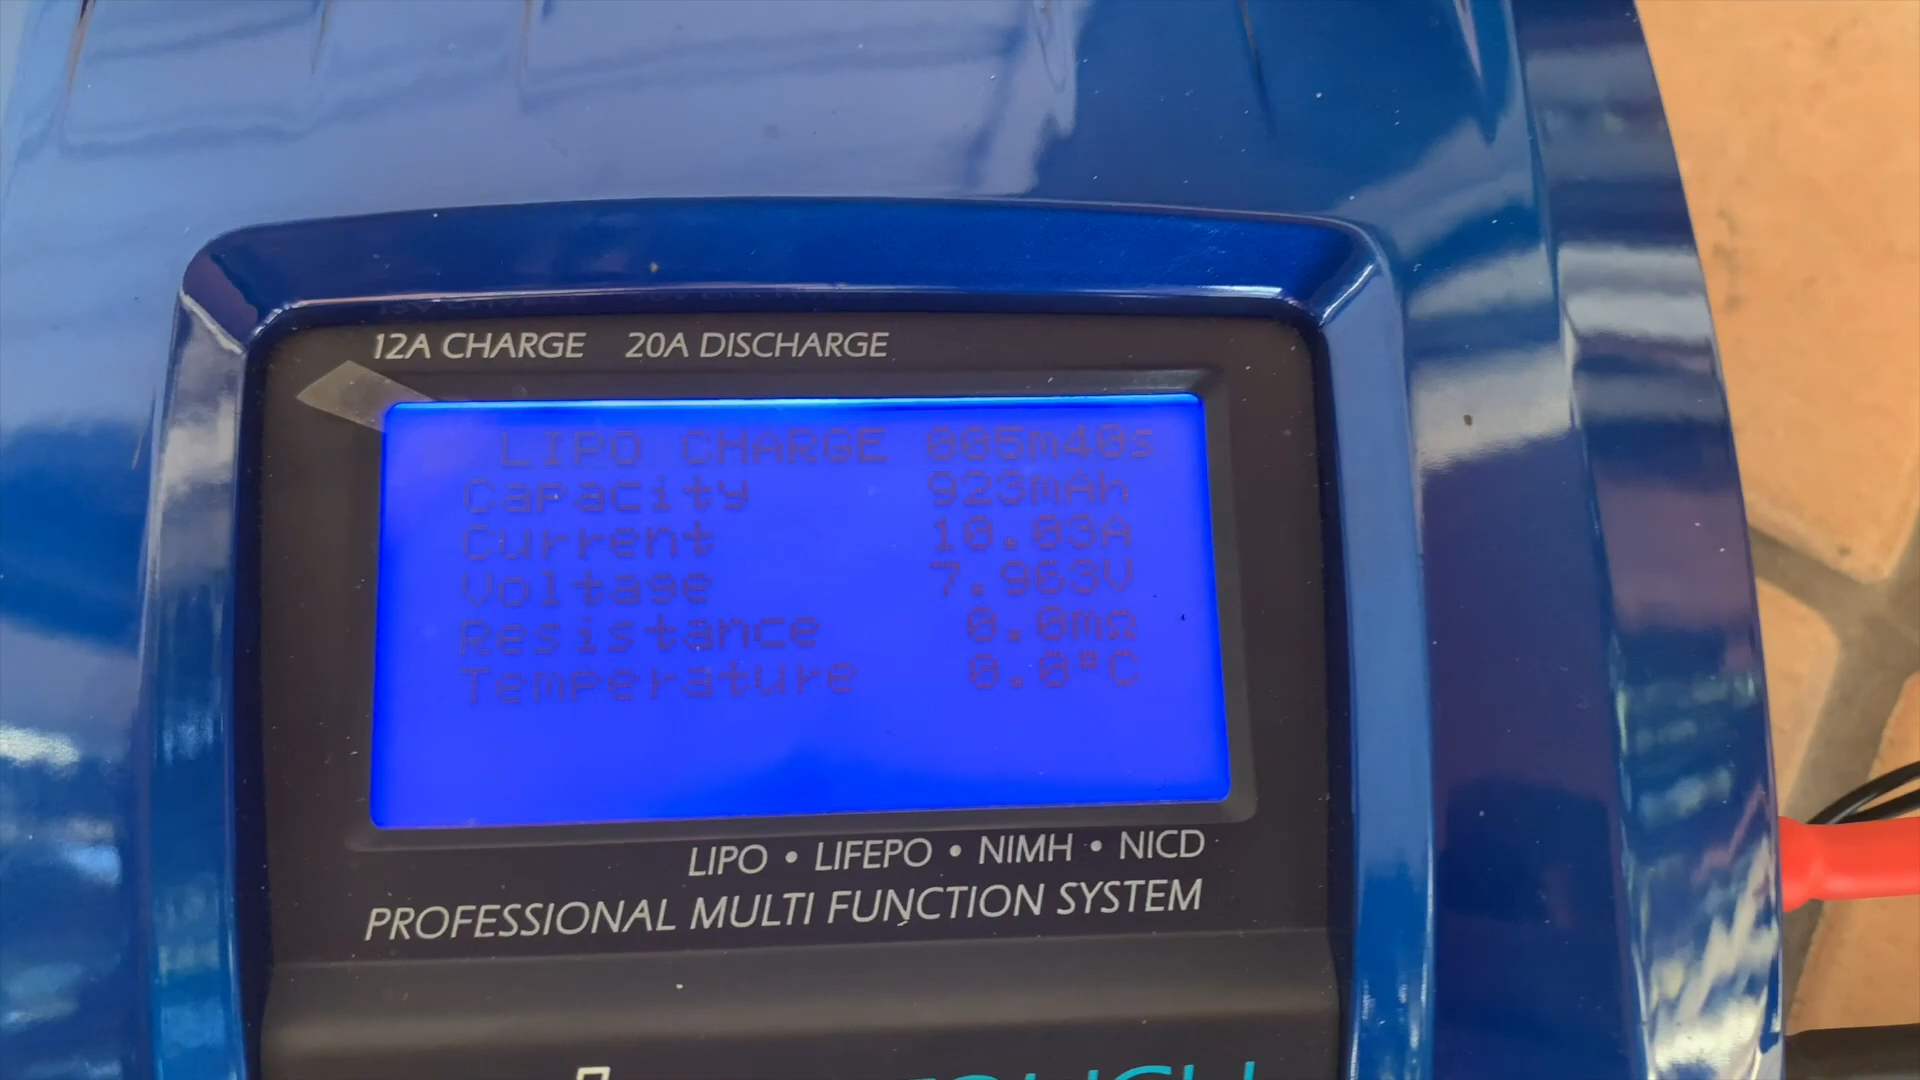 12A CHARGE 20A DISCHARGE
LIPO CHARGE 005m40s
Capacity 923mAh
Current 10.03A
Voltage 7.963V
Resistance 0.0mΩ
Temperature 0.0°C
LIPO • LIFEPO • NIMH • NICD
PROFESSIONAL MULTI FUNCTION SYSTEM